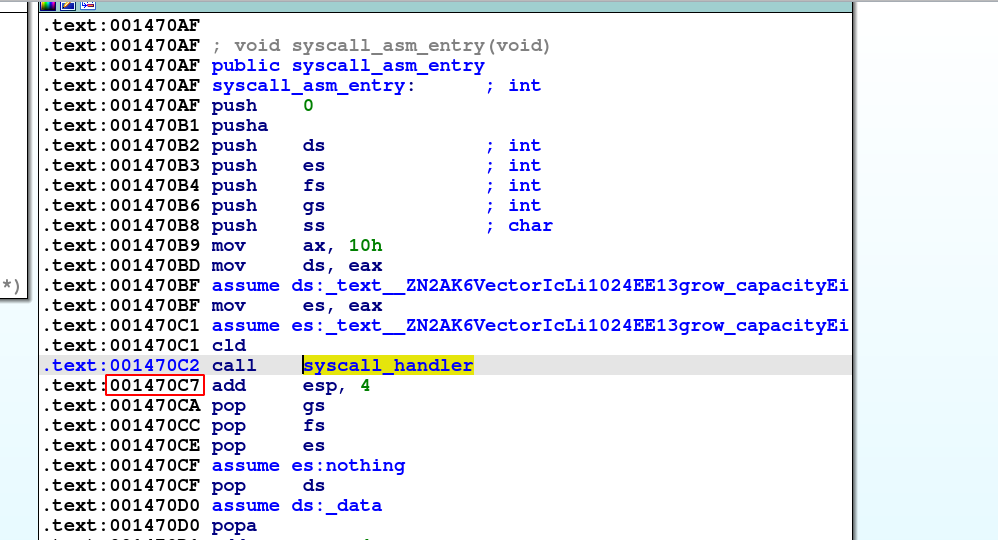 .text:001470AF
.text:001470AF ; void syscall_asm_entry(void)
.text:001470AF public syscall_asm_entry
.text:001470AF syscall_asm_entry: ; int
.text:001470AF push 0
.text:001470B1 pusha
.text:001470B2 push ds ; int
.text:001470B3 push es ; int
.text:001470B4 push fs ; int
.text:001470B6 push gs ; int
.text:001470B8 push ss ; char
.text:001470B9 mov ax, 10h
.text:001470BD mov ds, eax
*) .text:001470BF assume ds:_text__ZN2AK6VectorIcLi1024EE13grow_capacityEi
.text:001470BF mov es, eax
.text:001470C1 assume es:_text__ZN2AK6VectorIcLi1024EE13grow_capacityEi
.text:001470C1 cld
.text:001470C2 call syscall_handler
.text:001470C7 add esp, 4
.text:001470CA pop gs
.text:001470CC pop fs
.text:001470CE pop es
.text:001470CF assume es:nothing
.text:001470CF pop ds
.text:001470D0 assume ds:_data
.text:001470D0 popa